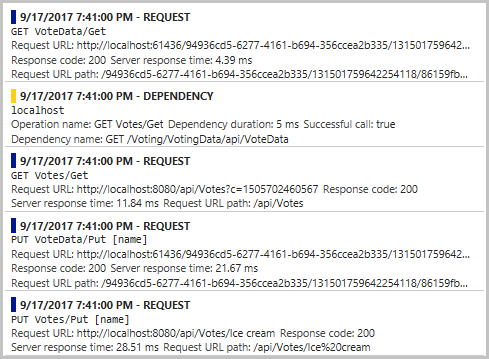 9/17/2017 7:41:00 PM - REQUEST
GET VoteData/Get
Request URL: http://localhost:61436/94936cd5-6277-4161-b694-356ccea2b335/131501759642...
Response code: 200 Server response time: 4.39 ms
Request URL path: /94936cd5-6277-4161-b694-356ccea2b335/131501759642254118/86159fb...
9/17/2017 7:41:00 PM - DEPENDENCY
localhost
Operation name: GET Votes/Get Dependency duration: 5 ms Successful call: true
Dependency name: GET /Voting/VotingData/api/VoteData
9/17/2017 7:41:00 PM - REQUEST
GET Votes/Get
Request URL: http://localhost:8080/api/Votes?c=1505702460567 Response code: 200
Server response time: 11.84 ms Request URL path: /api/Votes
9/17/2017 7:41:00 PM - REQUEST
PUT VoteData/Put [name]
Request URL: http://localhost:61436/94936cd5-6277-4161-b694-356ccea2b335/131501759642...
Response code: 200 Server response time: 21.67 ms
Request URL path: /94936cd5-6277-4161-b694-356ccea2b335/131501759642254118/86159fb...
9/17/2017 7:41:00 PM - REQUEST
PUT Votes/Put [name]
Request URL: http://localhost:8080/api/Votes/Ice cream Response code: 200
Server response time: 28.51 ms Request URL path: /api/Votes/Ice%20cream